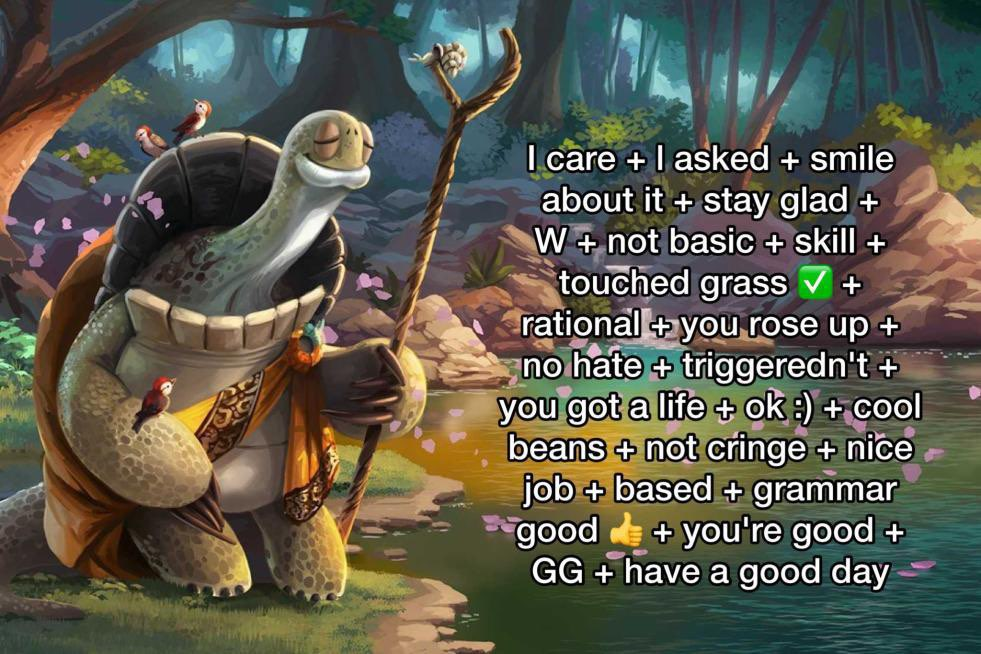 I care + I asked + smile
about it + stay glad +
W + not basic + skill +
touched grass ✅ +
rational + you rose up +
no hate + triggeredn't +
you got a life + ok :) + cool
beans + not cringe + nice
job + based + grammar
good 👍 + you're good +
GG + have a good day